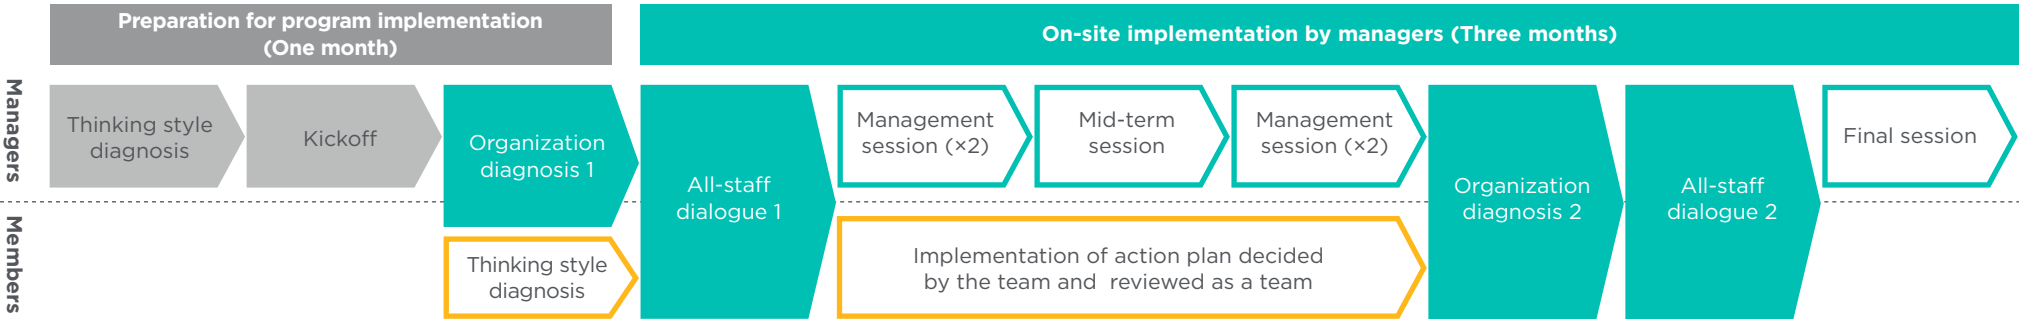 Preparation for program implementation
(One month)
On-site implementation by managers (Three months)
Managers
Thinking style
diagnosis
Kickoff
Organization
diagnosis 1
All-staff
dialogue 1
Management
session (×2)
Mid-term
session
Management
session (×2)
Organization
diagnosis 2
All-staff
dialogue 2
Final session
Members
Thinking style
diagnosis
Implementation of action plan decided
by the team and reviewed as a team